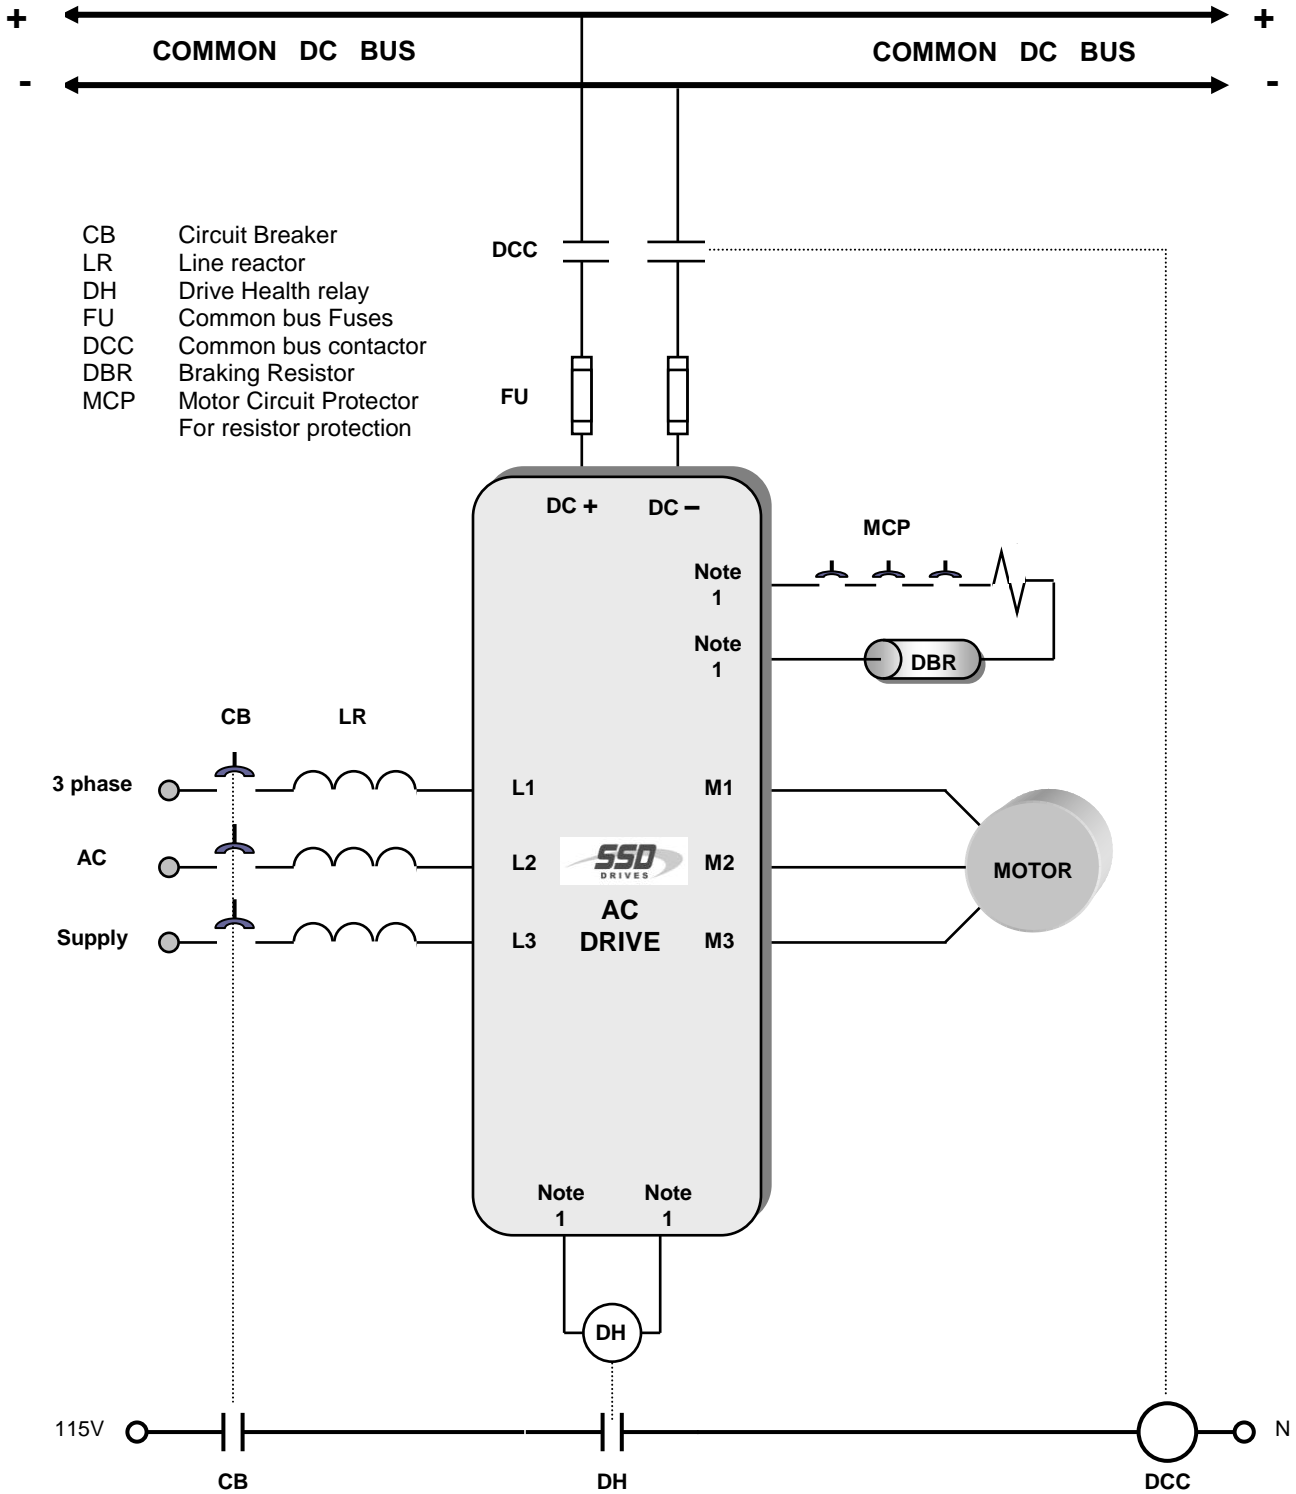 + +
COMMON DC BUS COMMON DC BUS
- -
CB Circuit Breaker
LR Line reactor
DH Drive Health relay
FU Common bus Fuses
DCC Common bus contactor
DBR Braking Resistor
MCP Motor Circuit Protector
For resistor protection
DCC
FU
DC + DC −
MCP
Note
1
Note
1
DBR
CB LR
3 phase L1 M1
AC L2 SSD M2 MOTOR
DRIVES
AC
Supply L3 DRIVE M3
Note Note
1 1
DH
115V N
CB DH DCC